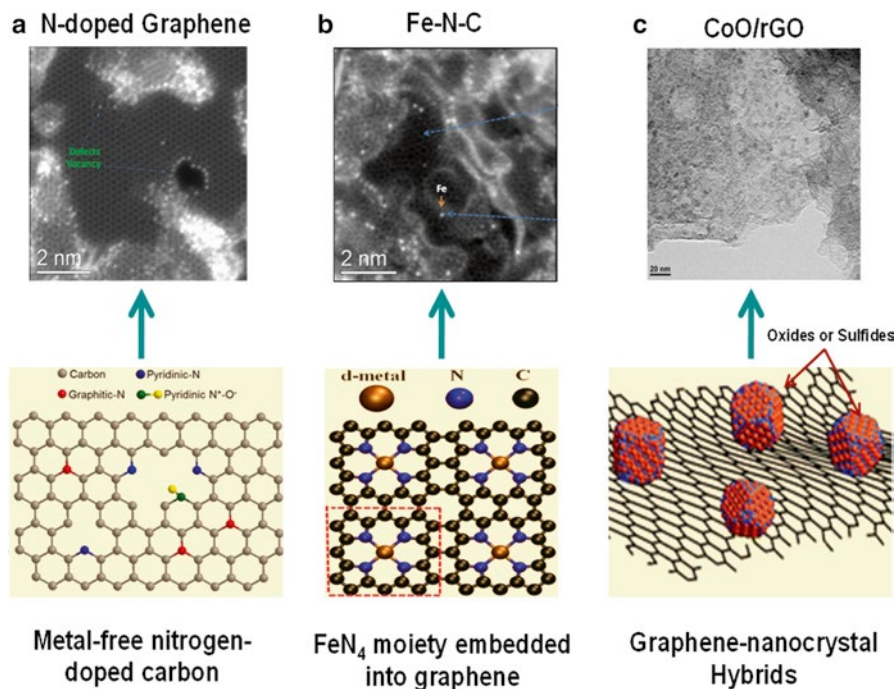 a N-doped Graphene
b Fe-N-C
c CoO/rGO
Defects
Vacancy
2 nm
Fe
2 nm
20 nm
Oxides or Sulfides
Carbon
Pyridinic-N
Graphitic-N
Pyridinic N⁺-O⁻
d-metal
N
C
Metal-free nitrogen-
doped carbon
FeN₄ moiety embedded
into graphene
Graphene-nanocrystal
Hybrids